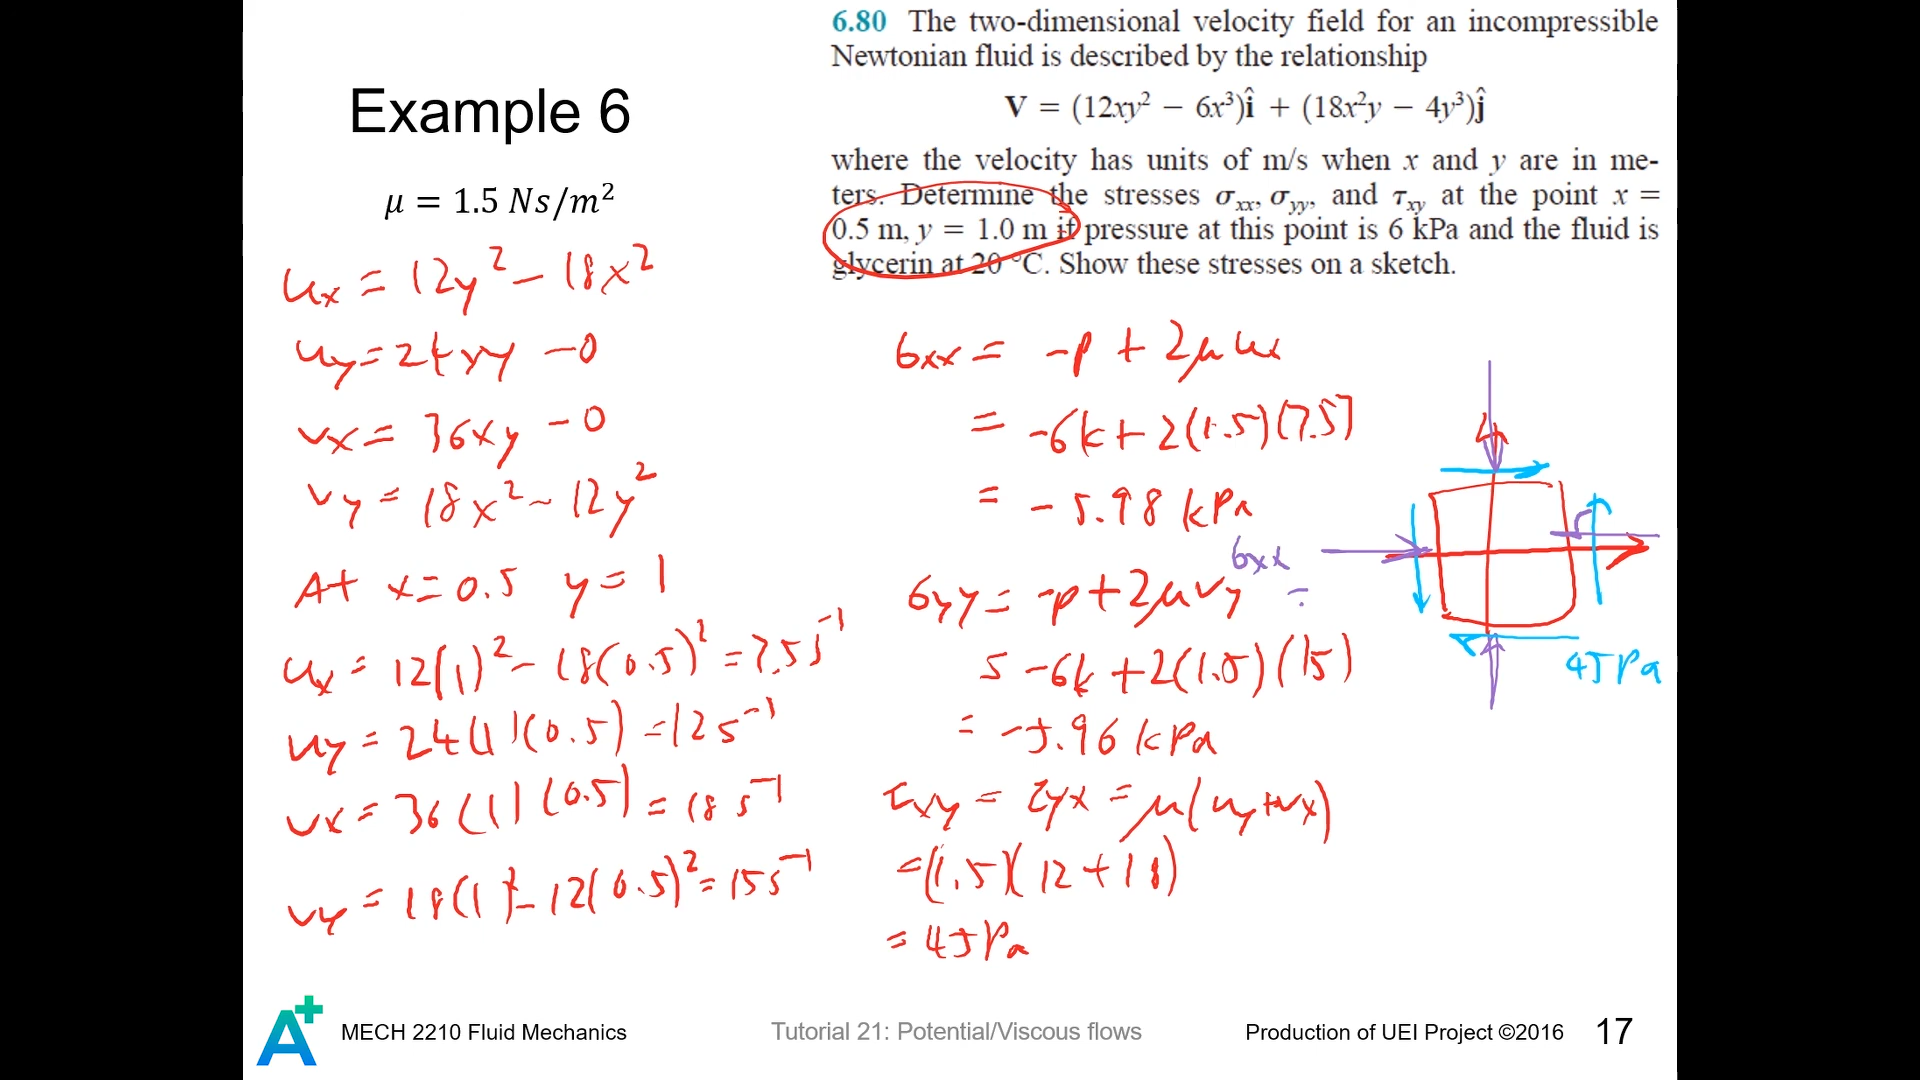 Example 6
μ = 1.5 Ns/m²
6.80 The two-dimensional velocity field for an incompressible
Newtonian fluid is described by the relationship
V = (12xy² − 6x³)î + (18x²y − 4y³)ĵ
where the velocity has units of m/s when x and y are in me-
ters. Determine the stresses σxx, σyy, and τxy at the point x =
0.5 m, y = 1.0 m if pressure at this point is 6 kPa and the fluid is
glycerin at 20 °C. Show these stresses on a sketch.
ux = 12y² − 18x²
uy = 24xy − 0
vx = 36xy − 0
vy = 18x² − 12y²
At x = 0.5 y = 1
ux = 12(1)² − 18(0.5)² = 7.5 s⁻¹
uy = 24(1)(0.5) = 12 s⁻¹
vx = 36(1)(0.5) = 18 s⁻¹
vy = 18(1)² − 12(0.5)² = 15 s⁻¹
σxx = −p + 2μux
= −6k + 2(1.5)(7.5)
= −5.98 kPa
σyy = −p + 2μvy
= −6k + 2(1.5)(15)
= −5.96 kPa
τxy = τyx = μ(uy + vx)
= (1.5)(12 + 18)
= 45 Pa
σxx
=
45 Pa
A+
MECH 2210 Fluid Mechanics
Tutorial 21: Potential/Viscous flows
Production of UEI Project ©2016
17